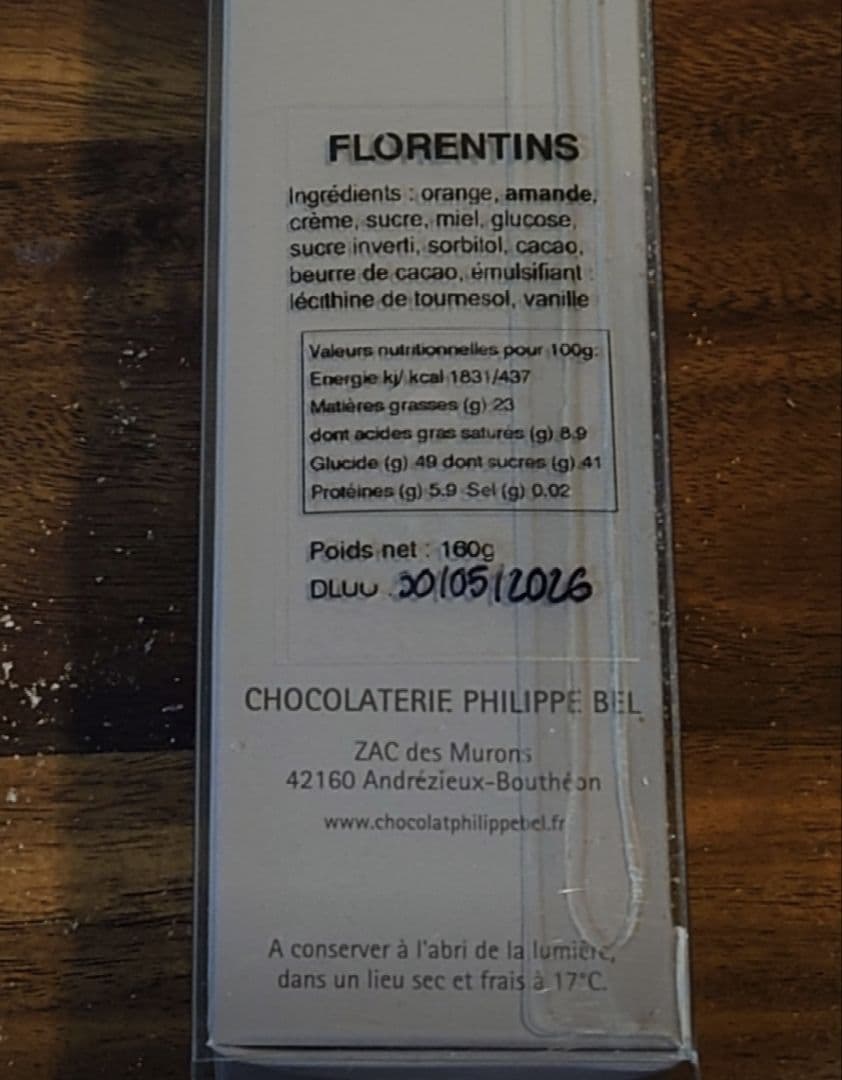 FLORENTINS
Ingrédients : orange, amande,
crème, sucre, miel, glucose,
sucre inverti, sorbitol, cacao,
beurre de cacao, émulsifiant :
lécithine de tournesol, vanille
Valeurs nutritionnelles pour 100g:
Energie kj/ kcal 1831/437
Matières grasses (g) 23
dont acides gras saturés (g) 8.9
Glucide (g) 49 dont sucres (g) 41
Protéines (g) 5.9 Sel (g) 0.02
Poids net : 160g
DLUO 30/05/2026
CHOCOLATERIE PHILIPPE BEL
ZAC des Murons
42160 Andrézieux-Bouthéon
www.chocolatphilippebel.fr
A conserver à l'abri de la lumière,
dans un lieu sec et frais à 17°C.